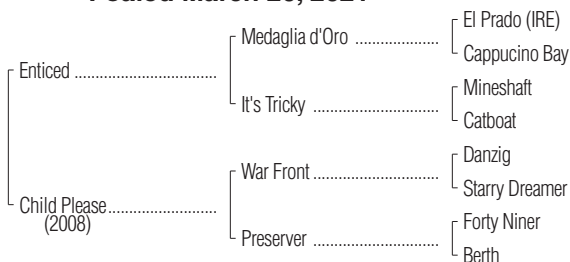 Foaled March 2021
El Prado (IRE)
Medaglia d'Oro
Cappucino Bay
Enticed
Mineshaft
It's Tricky
Catboat
Danzig
War Front
Starry Dreamer
Child Please
(2008)
Forty Niner
Preserver
Berth